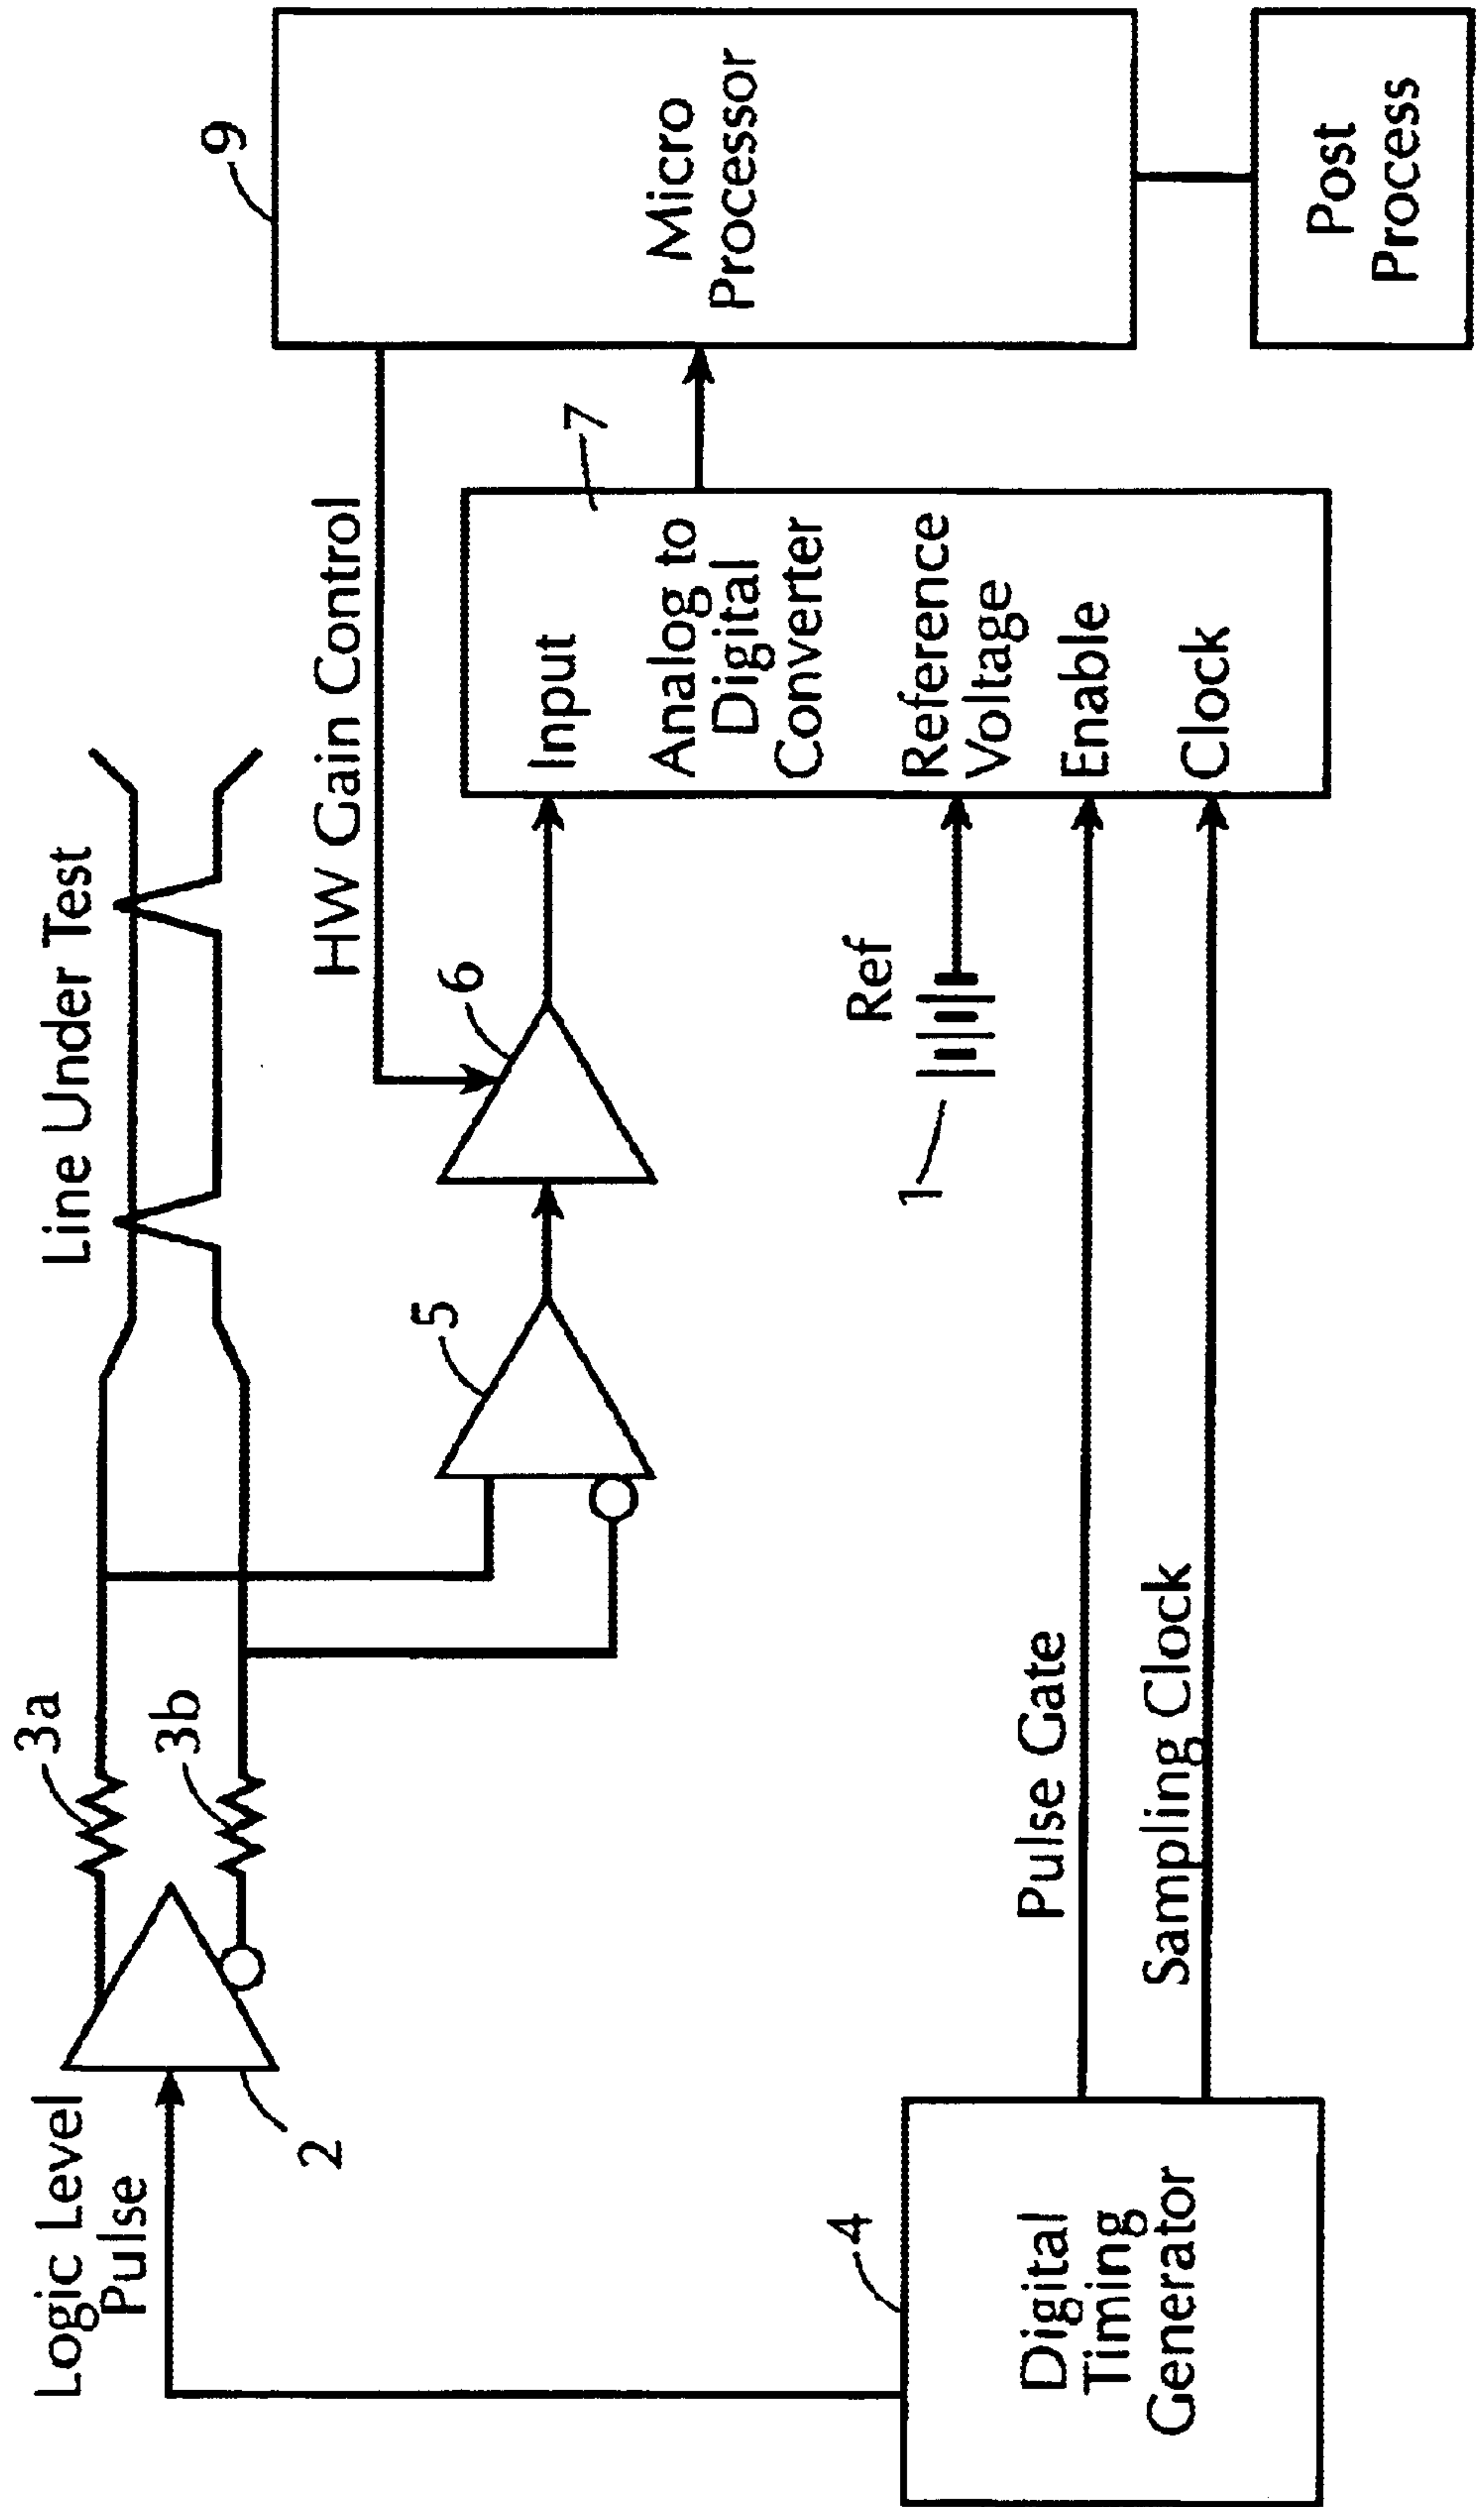 Logic Level
Pulse
2
3a
3b
Line Under Test
5
6
HW Gain Control
9
Micro
Processor
7
Input
Analog to
Digital
Converter
Reference
Voltage
Enable
Clock
Ref
1
Pulse Gate
Sampling Clock
4
Digital
Timing
Generator
Post
Process